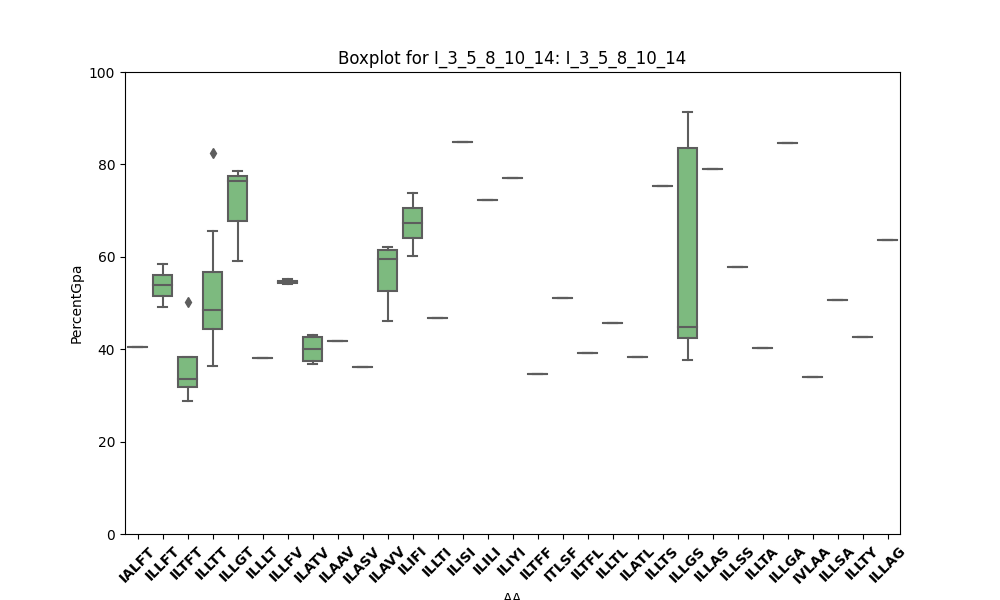 Boxplot for I_3_5_8_10_14: I_3_5_8_10_14
100
80
60
40
20
0
PercentGpa
IALFT
ILLFT
ILTFT
ILLTT
ILLGT
ILLLT
ILLFV
ILATV
ILAAV
ILASV
ILAVV
ILIFI
ILLTI
ILISI
ILILI
ILIYI
ILTFF
ITLSF
ILTFL
ILLTL
ILATL
ILLTS
ILLGS
ILLAS
ILLSS
ILLTA
ILLGA
IVLAA
ILLSA
ILLTY
ILLAG
AA